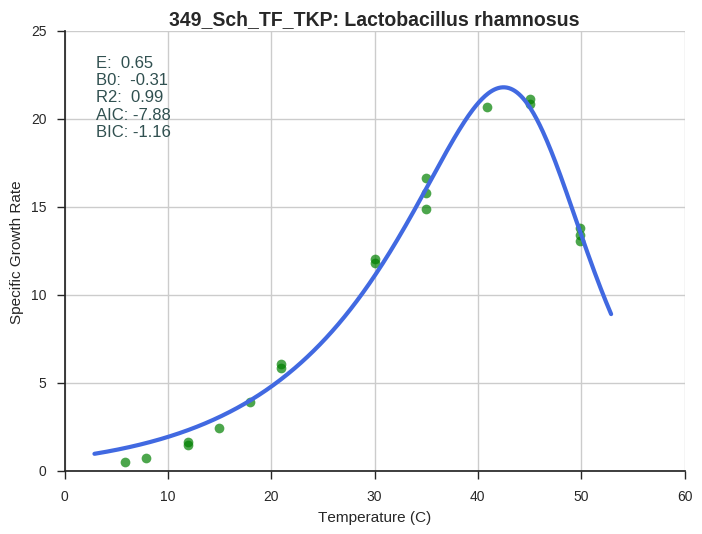 349_Sch_TF_TKP: Lactobacillus rhamnosus
E:  0.65
B0:  -0.31
R2:  0.99
AIC: -7.88
BIC: -1.16
Specific Growth Rate
25
20
15
10
5
0
0 10 20 30 40 50 60
Temperature (C)